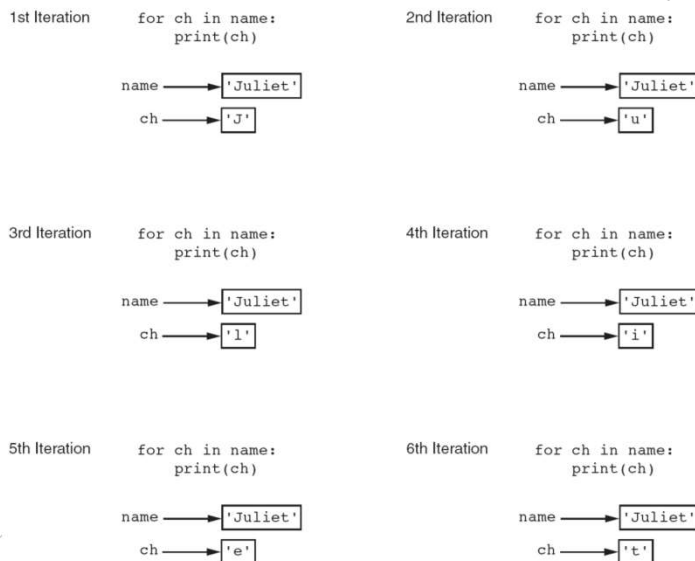 1st Iteration
for ch in name:
print(ch)
name
'Juliet'
ch
'J'
2nd Iteration
for ch in name:
print(ch)
name
'Juliet'
ch
'u'
3rd Iteration
for ch in name:
print(ch)
name
'Juliet'
ch
'l'
4th Iteration
for ch in name:
print(ch)
name
'Juliet'
ch
'i'
5th Iteration
for ch in name:
print(ch)
name
'Juliet'
ch
'e'
6th Iteration
for ch in name:
print(ch)
name
'Juliet'
ch
't'